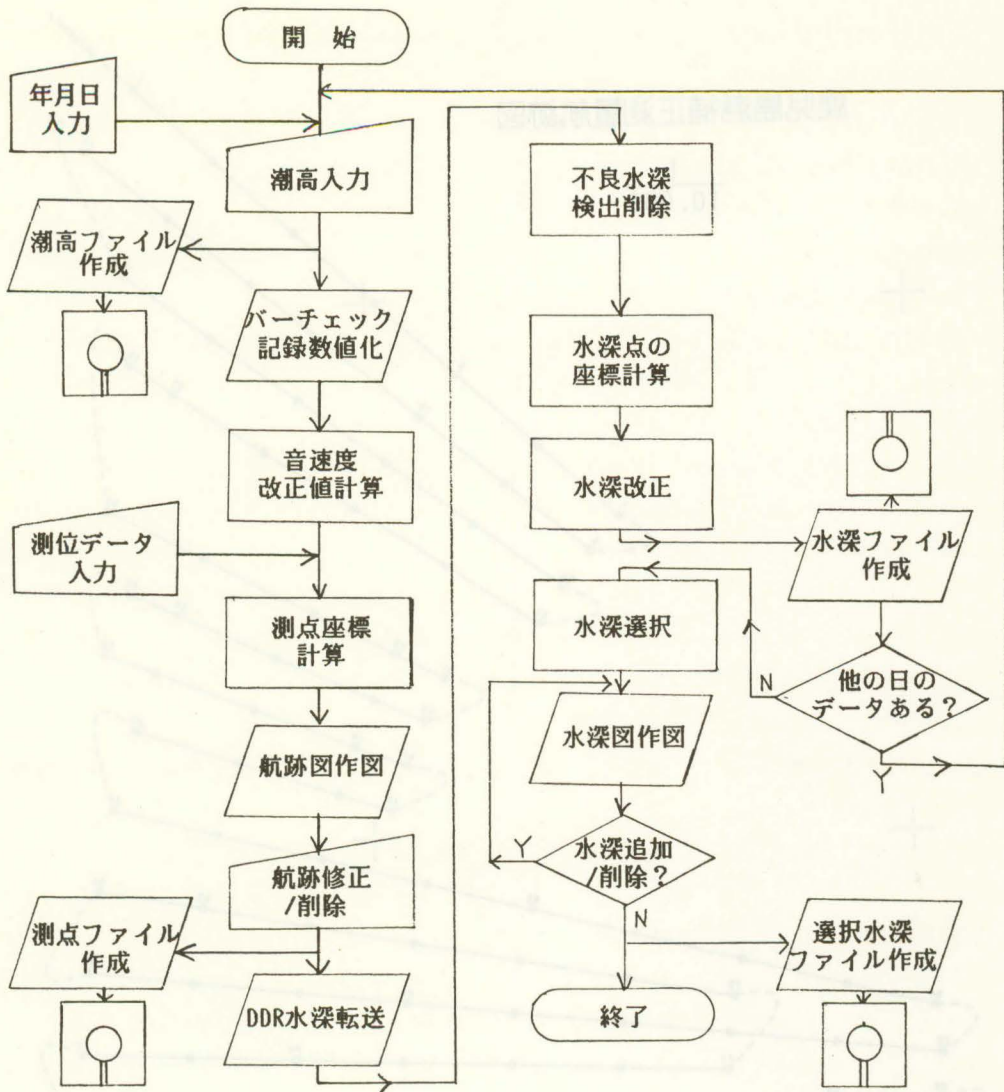 開 始
年月日
入力
潮高入力
潮高ファイル
作成
バーチェック
記録数値化
音速度
改正値計算
測位データ
入力
測点座標
計算
航跡図作図
航跡修正
/削除
測点ファイル
作成
DDR水深転送
不良水深
検出削除
水深点の
座標計算
水深改正
水深ファイル
作成
他の日の
データある?
N
Y
水深選択
水深図作図
水深追加
/削除?
Y
N
選択水深
ファイル作成
終了